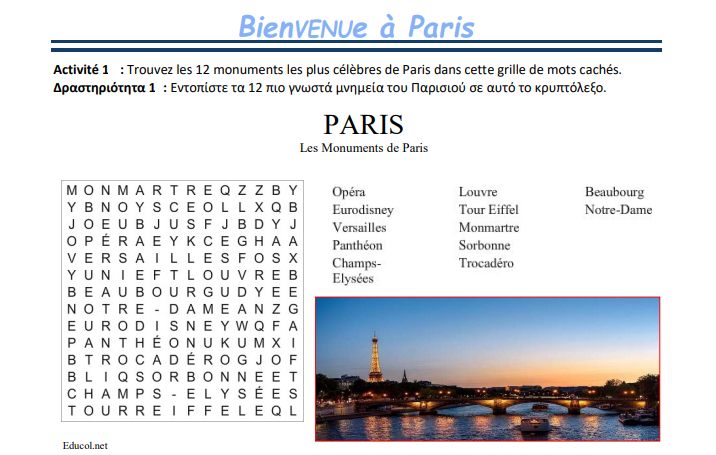 BienVENUe à Paris
Activité 1 : Trouvez les 12 monuments les plus célèbres de Paris dans cette grille de mots cachés.
Δραστηριότητα 1 : Εντοπίστε τα 12 πιο γνωστά μνημεία του Παρισιού σε αυτό το κρυπτόλεξο.
PARIS
Les Monuments de Paris
M O N M A R T R E Q Z Z B Y
Y B N O Y S C E O L L X Q B
J O E U B J U S F J B D Y J
O P É R A E Y K C E G H A A
V E R S A I L L E S F O S X
Y U N I E F T L O U V R E B
B E A U B O U R G U D Y E E
N O T R E - D A M E A N Z G
E U R O D I S N E Y W Q F A
P A N T H É O N U K U M X I
B T R O C A D É R O G J O F
B L I Q S O R B O N N E E T
C H A M P S - E L Y S É E S
T O U R R E I F F E L E Q L
Opéra
Eurodisney
Versailles
Panthéon
Champs-
Elysées
Louvre
Tour Eiffel
Monmartre
Sorbonne
Trocadéro
Beaubourg
Notre-Dame
Educol.net